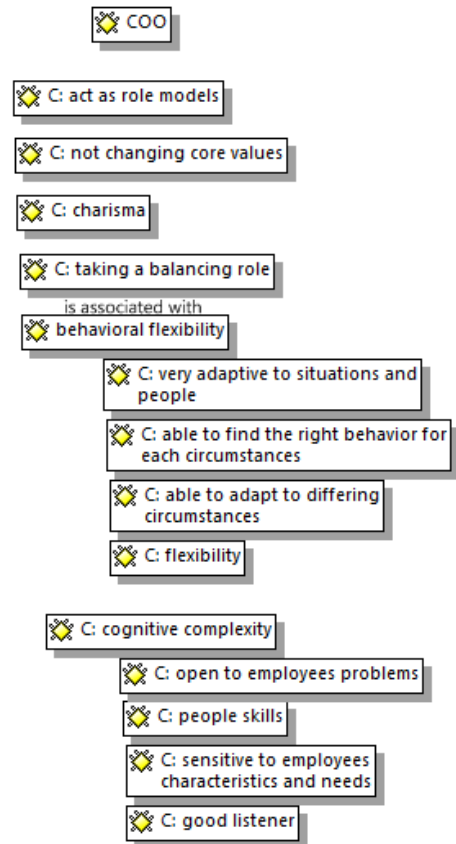 COO
C: act as role models
C: not changing core values
C: charisma
C: taking a balancing role
is associated with
behavioral flexibility
C: very adaptive to situations and
people
C: able to find the right behavior for
each circumstances
C: able to adapt to differing
circumstances
C: flexibility
C: cognitive complexity
C: open to employees problems
C: people skills
C: sensitive to employees
characteristics and needs
C: good listener